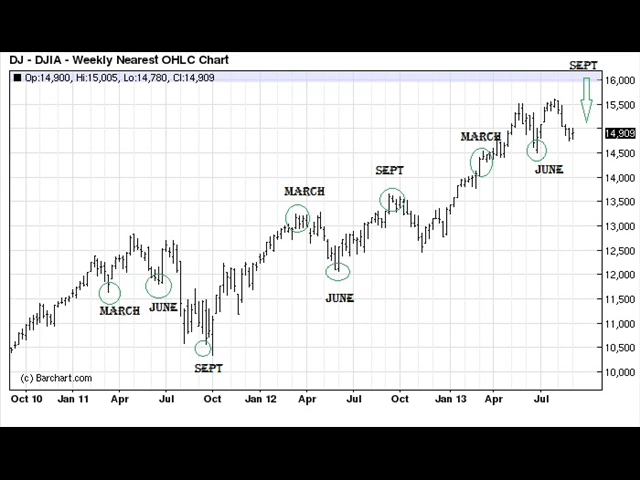 DJ - DJIA - Weekly Nearest OHLC Chart
SEPT
Op:14,900, Hi:15,005, Lo:14,780, Cl:14,909
16,000
15,500
14,909
14,500
14,000
13,500
13,000
12,500
12,000
11,500
11,000
10,500
10,000
MARCH
JUNE
SEPT
MARCH
JUNE
MARCH
JUNE
SEPT
(c) Barchart.com
Oct 10 Jan 11 Apr Jul Oct Jan 12 Apr Jul Oct Jan 13 Apr Jul